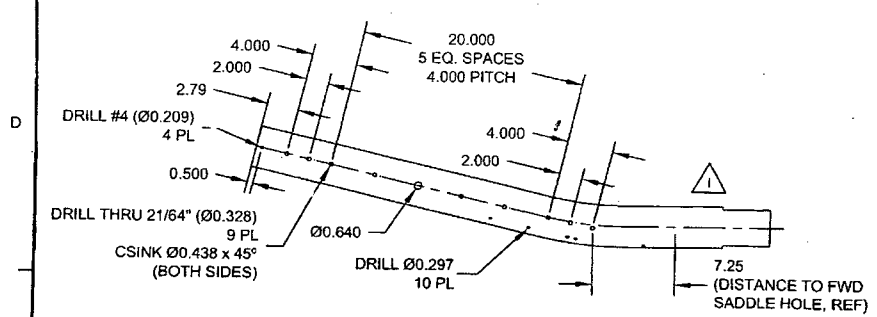 20.000
5 EQ. SPACES
4.000 PITCH
4.000
2.000
2.79
D
DRILL #4 (Ø0.209)
4 PL
4.000
2.000
0.500
1
DRILL THRU 21/64" (Ø0.328)
9 PL
CSINK Ø0.438 x 45°
(BOTH SIDES)
Ø0.640
DRILL Ø0.297
10 PL
7.25
(DISTANCE TO FWD
SADDLE HOLE, REF)